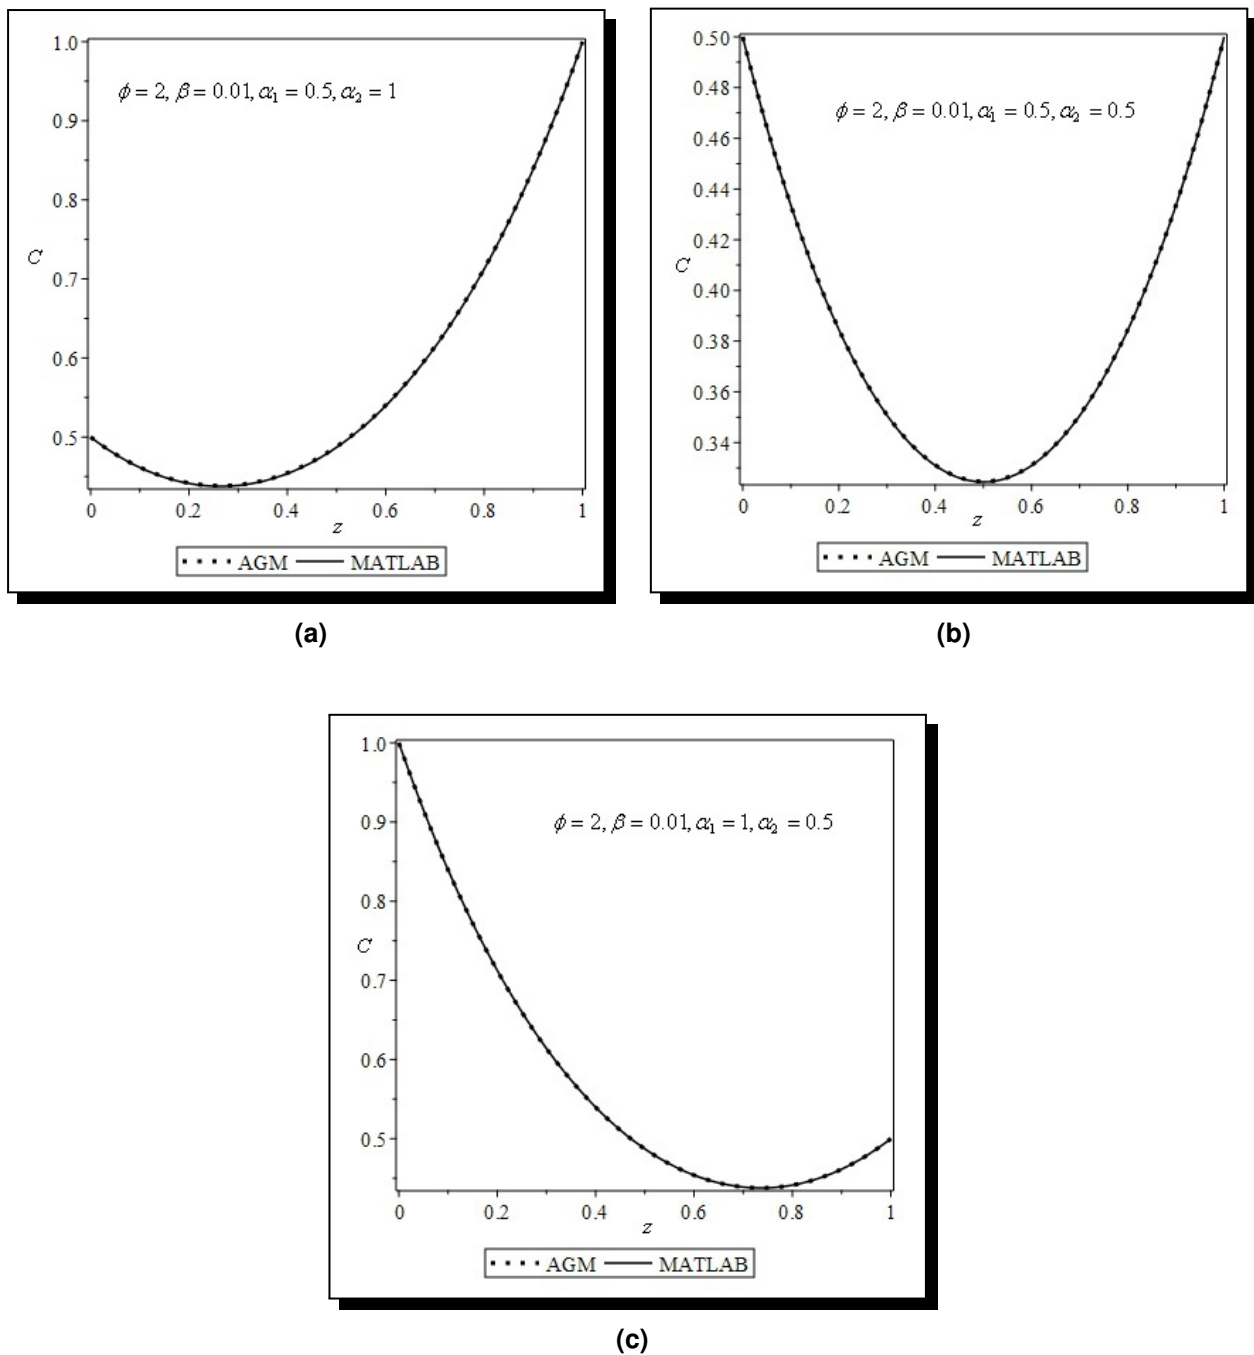 1.0
0.9
0.8
0.7
0.6
0.5
C
ϕ = 2, β = 0.01, α₁ = 0.5, α₂ = 1
0 0.2 0.4 0.6 0.8 1
z
AGM MATLAB
(a)
0.50
0.48
0.46
0.44
0.42
0.40
0.38
0.36
0.34
C
ϕ = 2, β = 0.01, α₁ = 0.5, α₂ = 0.5
0 0.2 0.4 0.6 0.8 1
z
AGM MATLAB
(b)
1.0
0.9
0.8
0.7
0.6
0.5
C
ϕ = 2, β = 0.01, α₁ = 1, α₂ = 0.5
0 0.2 0.4 0.6 0.8 1
z
AGM MATLAB
(c)